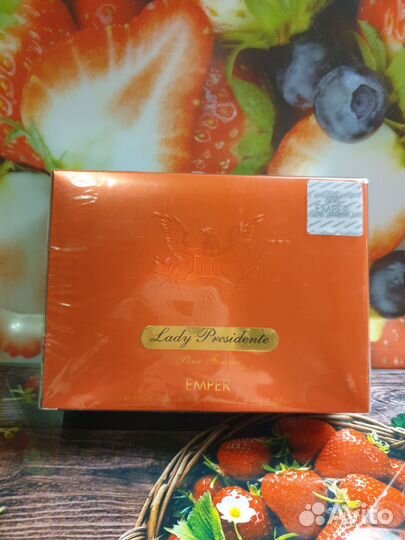 EMPER
Lady Presidente
Pour Femme
EMPER
Avito